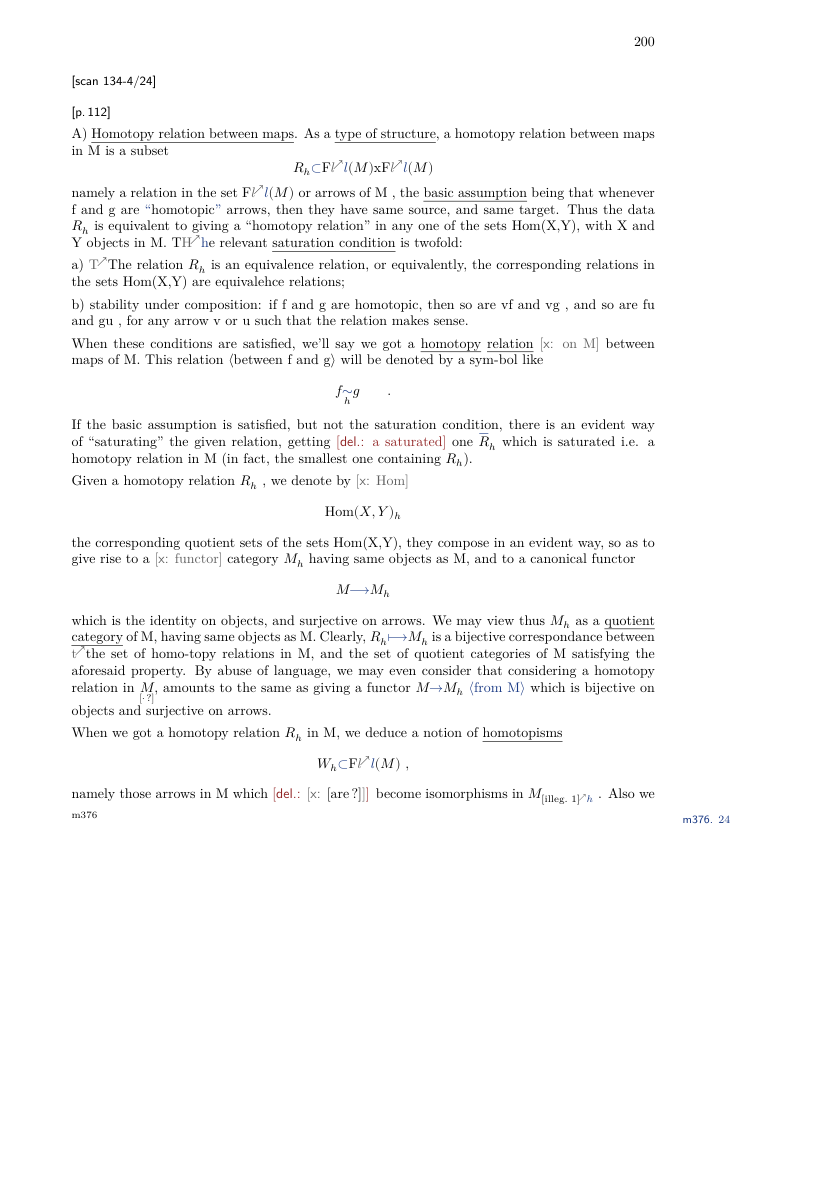 200
[scan 134-4/24]
[p. 112]
A) Homotopy relation between maps. As a type of structure, a homotopy relation between maps
in M is a subset
R_h⊂Fl↗l(M)xFl↗l(M)
namely a relation in the set Fl↗l(M) or arrows of M , the basic assumption being that whenever
f and g are “homotopic” arrows, then they have same source, and same target. Thus the data
R_h is equivalent to giving a “homotopy relation” in any one of the sets Hom(X,Y), with X and
Y objects in M. TH↗he relevant saturation condition is twofold:
a) T↗The relation R_h is an equivalence relation, or equivalently, the corresponding relations in
the sets Hom(X,Y) are equivalehce relations;
b) stability under composition: if f and g are homotopic, then so are vf and vg , and so are fu
and gu , for any arrow v or u such that the relation makes sense.
When these conditions are satisfied, we’ll say we got a homotopy relation [x: on M] between
maps of M. This relation ⟨between f and g⟩ will be denoted by a sym-bol like
f ∼_h g .
If the basic assumption is satisfied, but not the saturation condition, there is an evident way
of “saturating” the given relation, getting [del.: a saturated] one R̅_h which is saturated i.e. a
homotopy relation in M (in fact, the smallest one containing R_h).
Given a homotopy relation R_h , we denote by [x: Hom]
Hom(X, Y)_h
the corresponding quotient sets of the sets Hom(X,Y), they compose in an evident way, so as to
give rise to a [x: functor] category M_h having same objects as M, and to a canonical functor
M⟶M_h
which is the identity on objects, and surjective on arrows. We may view thus M_h as a quotient
category of M, having same objects as M. Clearly, R_h⟼M_h is a bijective correspondance between
t↗the set of homo-topy relations in M, and the set of quotient categories of M satisfying the
aforesaid property. By abuse of language, we may even consider that considering a homotopy
relation in M, amounts to the same as giving a functor M→M_h ⟨from M⟩ which is bijective on
[·?]
objects and surjective on arrows.
When we got a homotopy relation R_h in M, we deduce a notion of homotopisms
W_h⊂Fl↗l(M) ,
namely those arrows in M which [del.: [x: [are?]]] become isomorphisms in M_[illeg. 1]↗h . Also we
m376
m376. 24